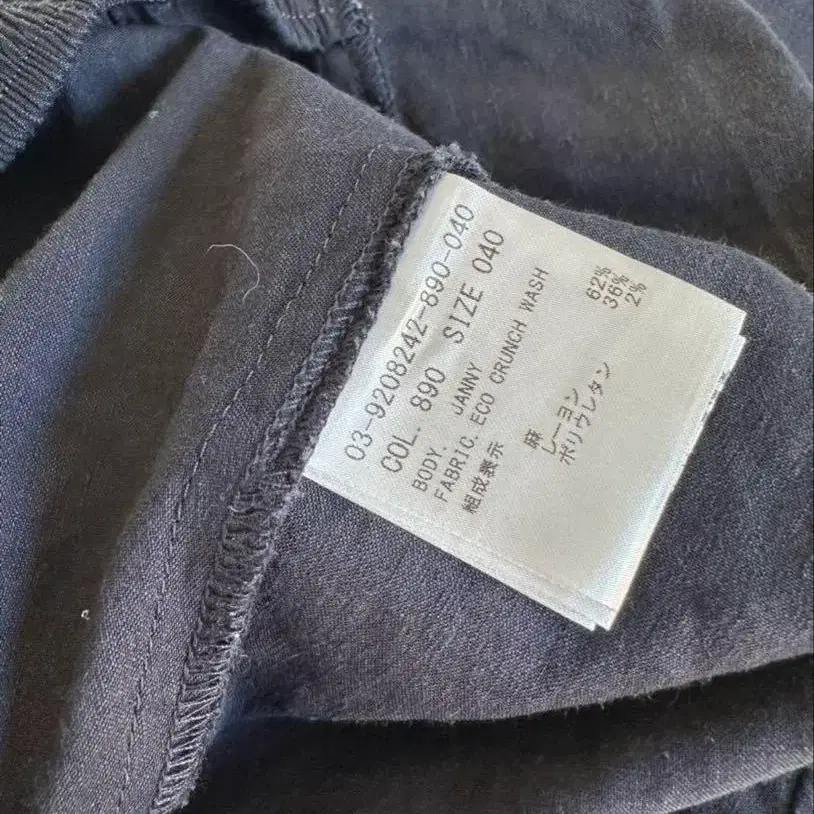 03-9208242-890-040
COL. 890 SIZE 040
BODY. JANNY
FABRIC. ECO CRUNCH WASH
組成表示
麻 62%
レーヨン 36%
ポリウレタン 2%